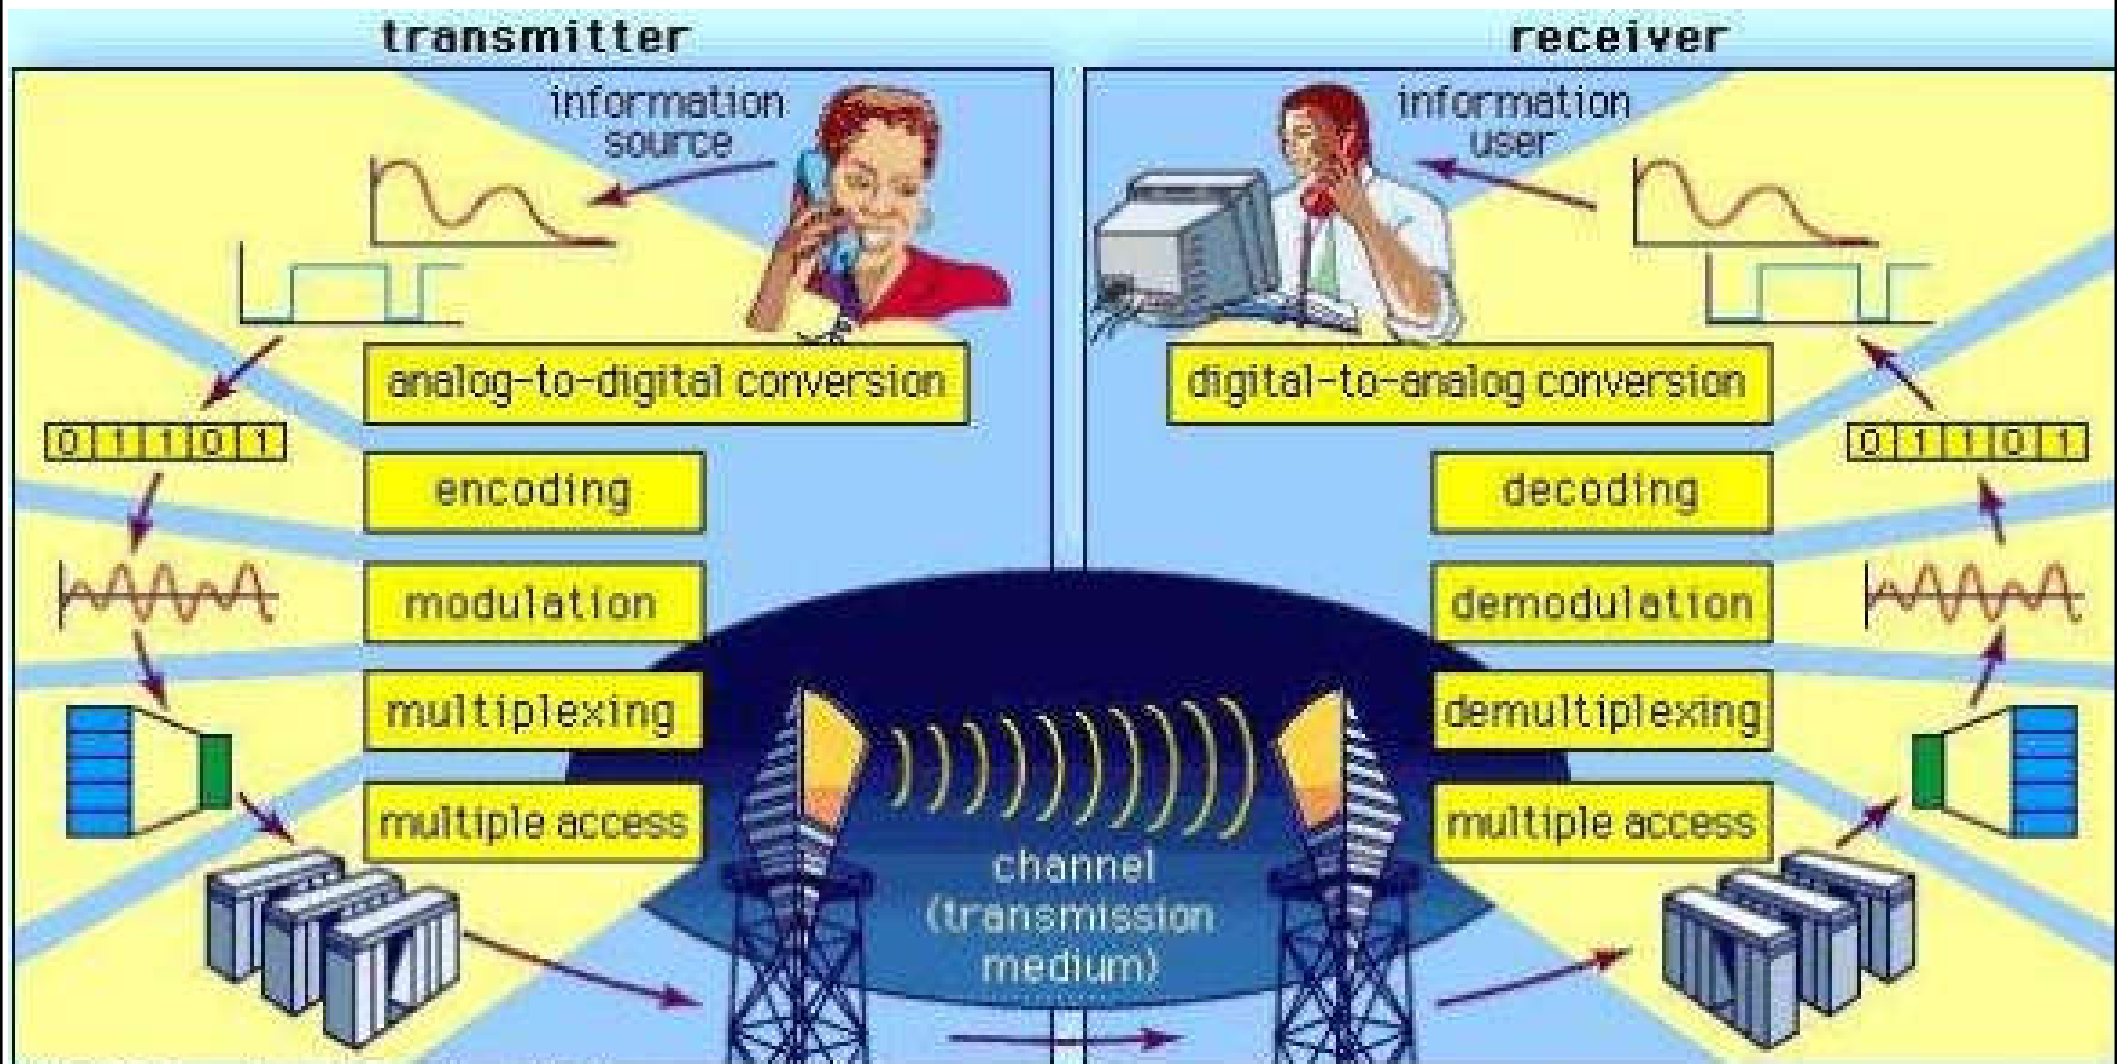 transmitter
information
source
analog-to-digital conversion
0 1 1 0 1
encoding
modulation
multiplexing
multiple access
channel
(transmission
medium)
receiver
information
user
digital-to-analog conversion
0 1 1 0 1
decoding
demodulation
demultiplexing
multiple access